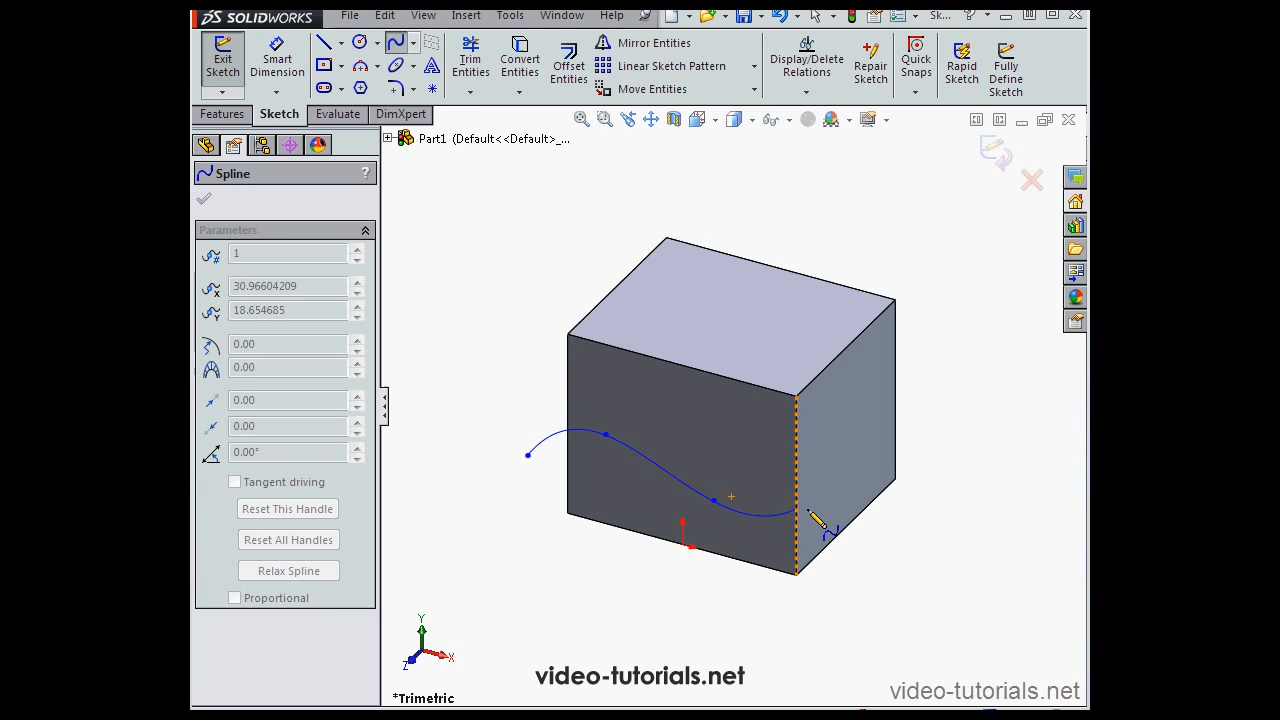 SOLIDWORKS
File Edit View Insert Tools Window Help
Sk...
Exit Sketch
Smart Dimension
Trim Entities
Convert Entities
Offset Entities
Mirror Entities
Linear Sketch Pattern
Move Entities
Display/Delete Relations
Repair Sketch
Quick Snaps
Rapid Sketch
Fully Define Sketch
Features Sketch Evaluate DimXpert
Part1 (Default<<Default>_...
Spline
?
Parameters
1
30.96604209
18.654685
0.00
0.00
0.00
0.00
0.00°
Tangent driving
Reset This Handle
Reset All Handles
Relax Spline
Proportional
Y
X
Z
*Trimetric
video-tutorials.net
video-tutorials.net